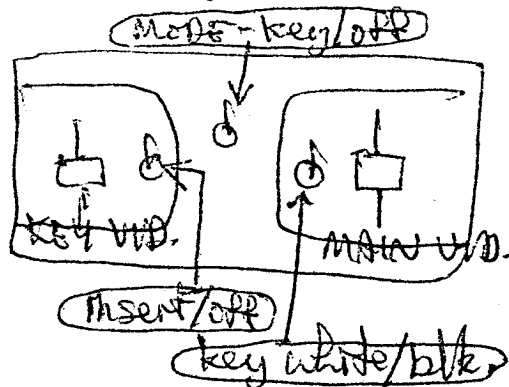 MODE - key/off
KEY VID.
MAIN VID.
Insert/off
key white/blk.